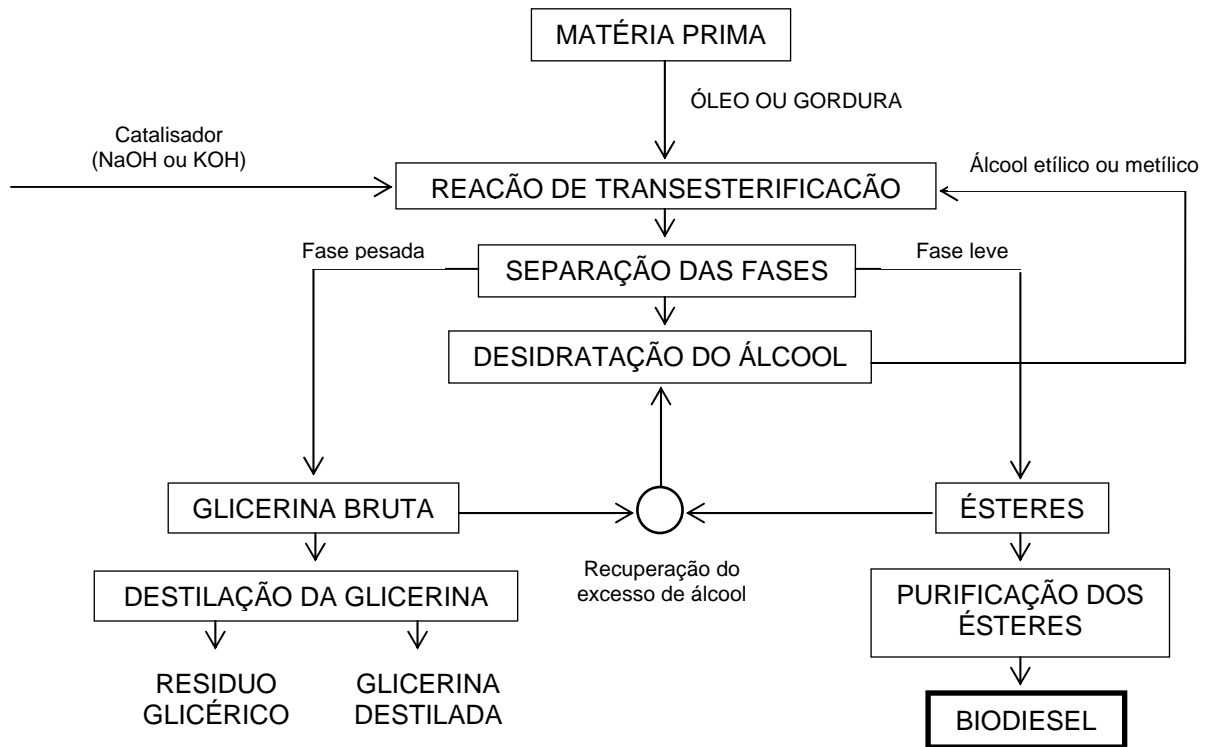 MATÉRIA PRIMA
ÓLEO OU GORDURA
Catalisador
(NaOH ou KOH)
Álcool etílico ou metílico
REAÇÃO DE TRANSESTERIFICAÇÃO
Fase pesada
Fase leve
SEPARAÇÃO DAS FASES
DESIDRATAÇÃO DO ÁLCOOL
GLICERINA BRUTA
ÉSTERES
Recuperação do
excesso de álcool
DESTILAÇÃO DA GLICERINA
PURIFICAÇÃO DOS
ÉSTERES
RESIDUO
GLICÉRICO
GLICERINA
DESTILADA
BIODIESEL